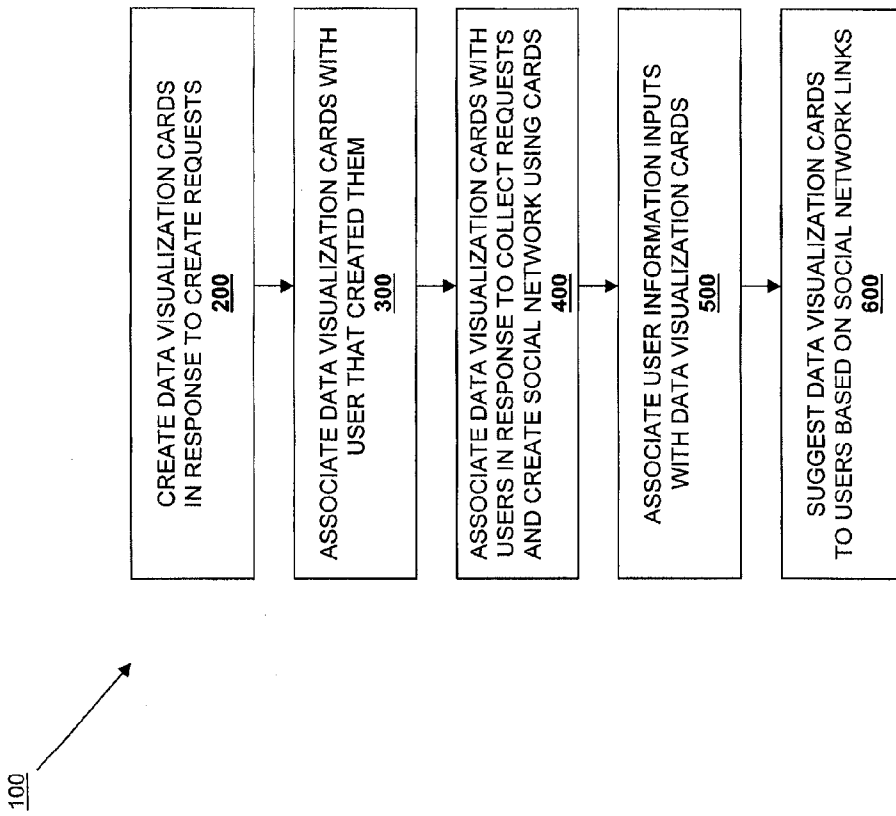 100
CREATE DATA VISUALIZATION CARDS
IN RESPONSE TO CREATE REQUESTS
200
ASSOCIATE DATA VISUALIZATION CARDS WITH
USER THAT CREATED THEM
300
ASSOCIATE DATA VISUALIZATION CARDS WITH
USERS IN RESPONSE TO COLLECT REQUESTS
AND CREATE SOCIAL NETWORK USING CARDS
400
ASSOCIATE USER INFORMATION INPUTS
WITH DATA VISUALIZATION CARDS
500
SUGGEST DATA VISUALIZATION CARDS
TO USERS BASED ON SOCIAL NETWORK LINKS
600